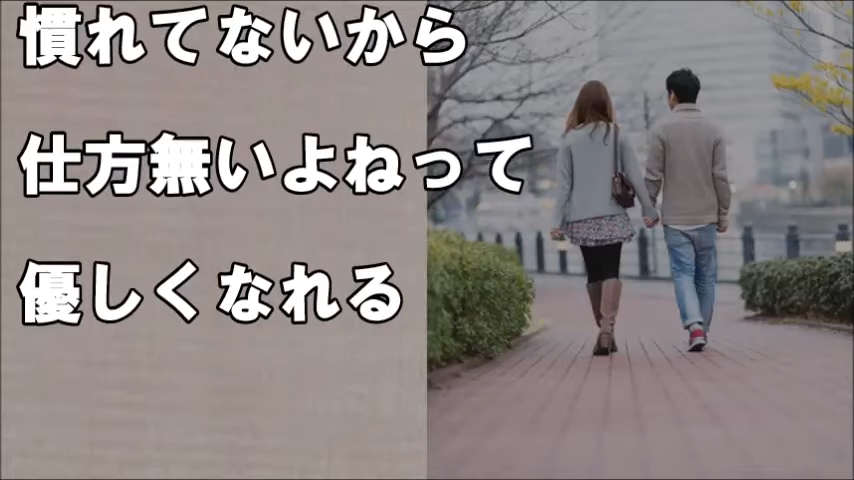 慣れてないから
仕方無いよねって
優しくなれる